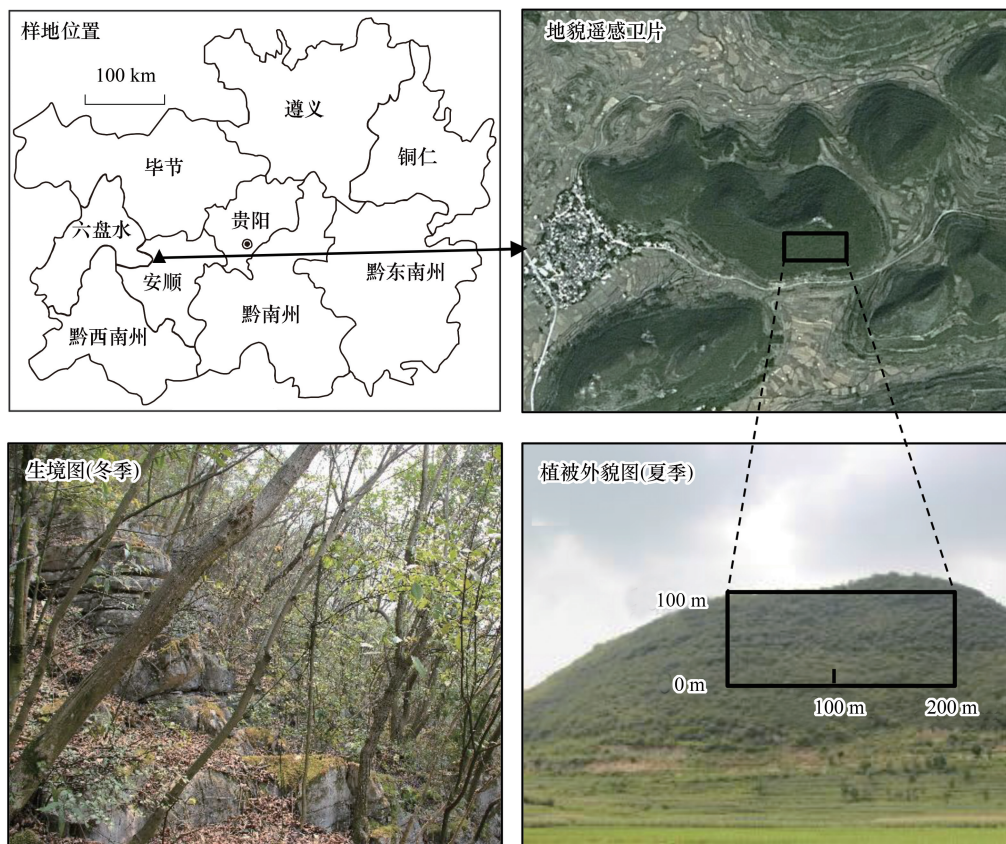 样地位置
100 km
遵义
铜仁
毕节
贵阳
六盘水
安顺
黔东南州
黔南州
黔西南州
地貌遥感卫片
生境图(冬季)
植被外貌图(夏季)
100 m
0 m
100 m
200 m